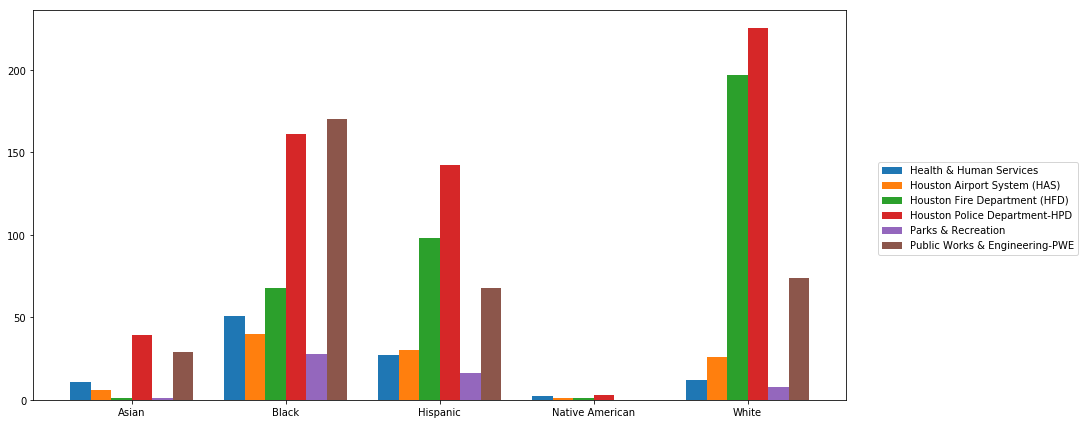 200
150
100
50
0
Asian
Black
Hispanic
Native American
White
Health & Human Services
Houston Airport System (HAS)
Houston Fire Department (HFD)
Houston Police Department-HPD
Parks & Recreation
Public Works & Engineering-PWE